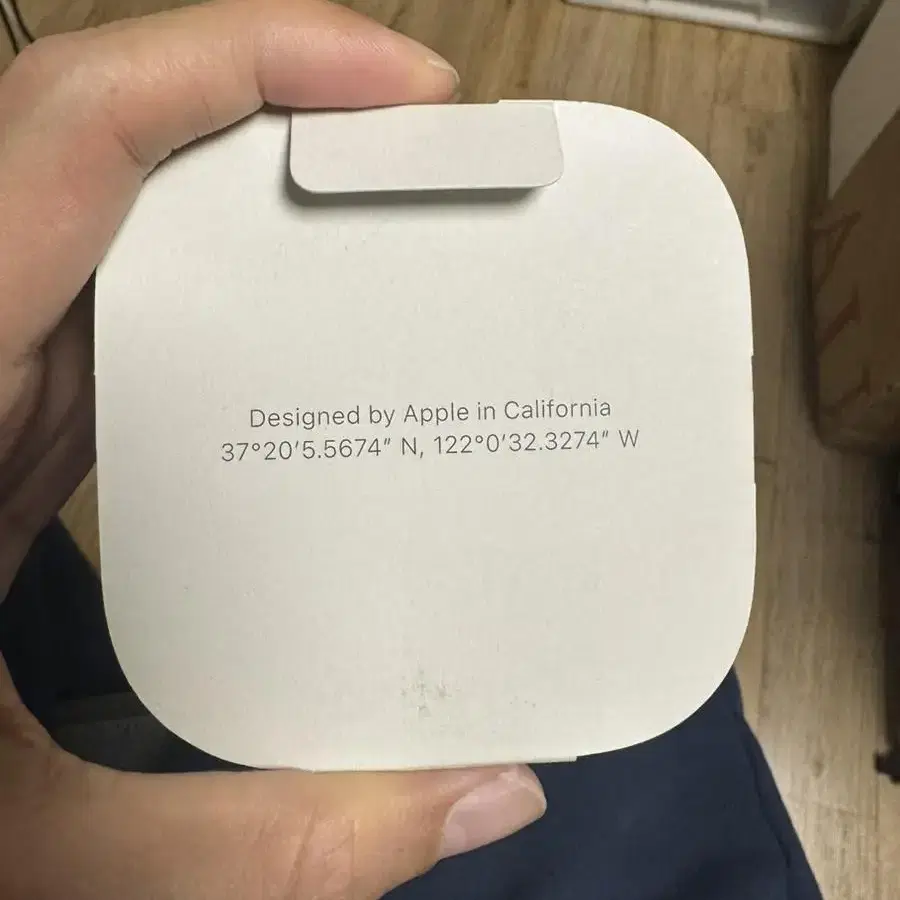 Designed by Apple in California
37°20′5.5674″ N, 122°0′32.3274″ W